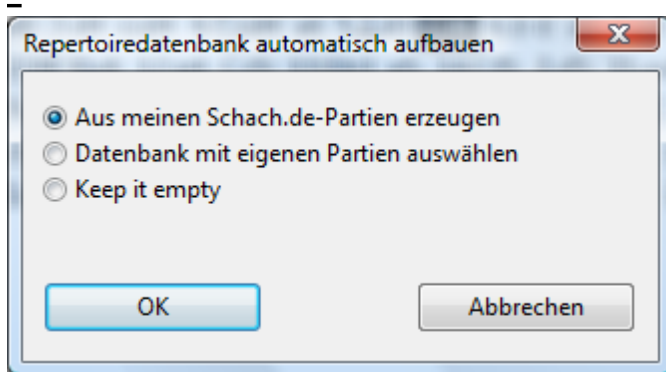 Repertoiredatenbank automatisch aufbauen
Aus meinen Schach.de-Partien erzeugen
Datenbank mit eigenen Partien auswählen
Keep it empty
OK Abbrechen